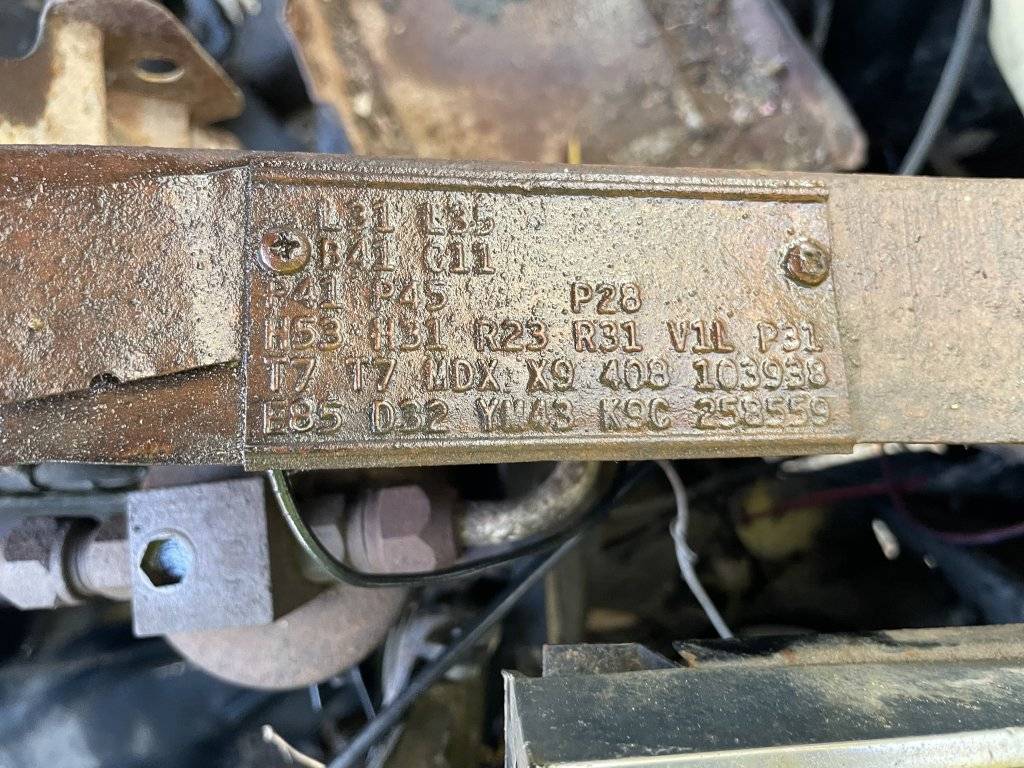 L31 L35
B41 G11
P41 P45 P28
H53 H31 R23 R31 V1L P31
T7 T7 MDX X9 408 103938
E85 D32 YM43 K9C 258559